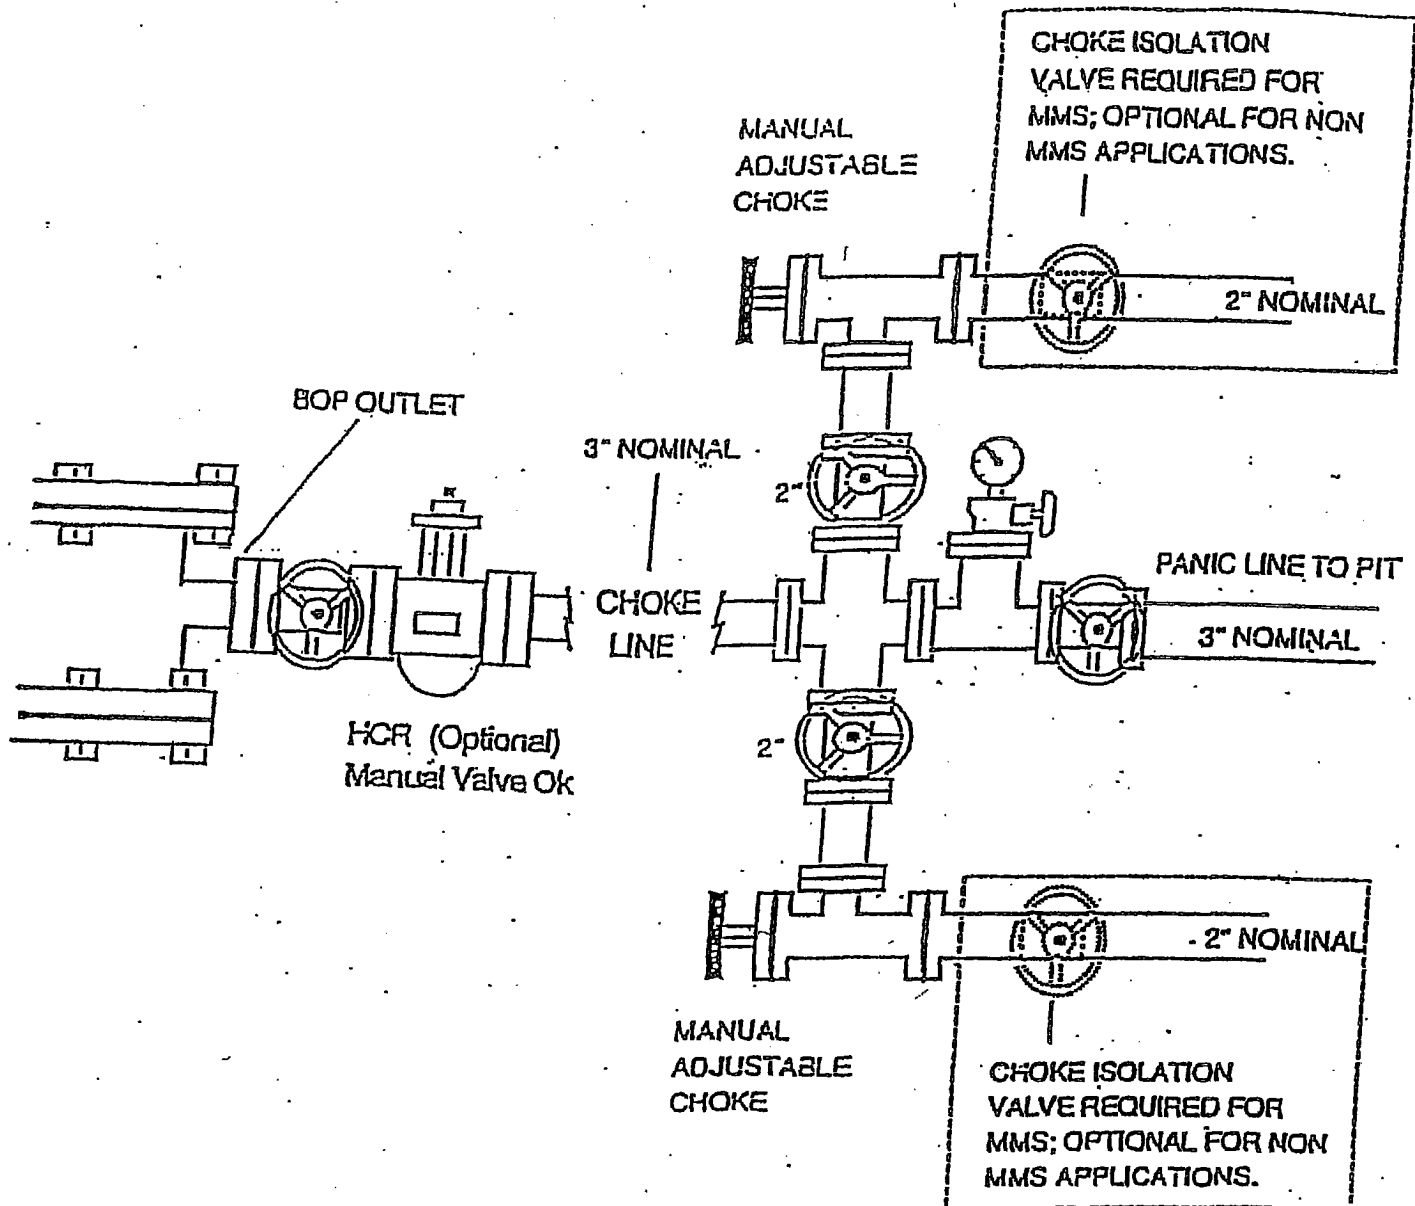 CHOKE ISOLATION
VALVE REQUIRED FOR
MMS; OPTIONAL FOR NON
MMS APPLICATIONS.
MANUAL
ADJUSTABLE
CHOKE
2" NOMINAL
BOP OUTLET
3" NOMINAL
2"
PANIC LINE TO PIT
3" NOMINAL
CHOKE
LINE
HCR (Optional)
Manual Valve Ok
2"
2" NOMINAL
MANUAL
ADJUSTABLE
CHOKE
CHOKE ISOLATION
VALVE REQUIRED FOR
MMS; OPTIONAL FOR NON
MMS APPLICATIONS.